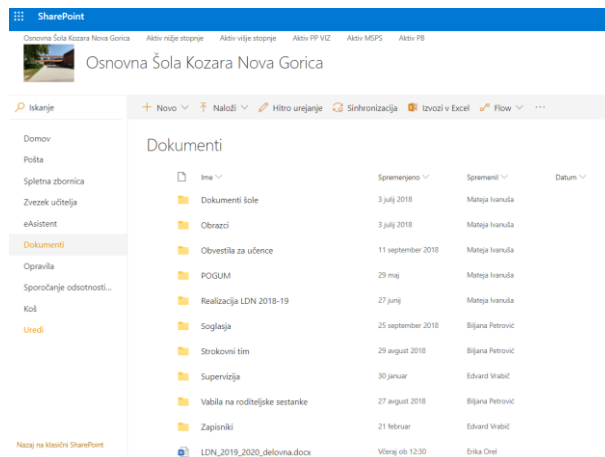 SharePoint
Osnovna Šola Kozara Nova Gorica Aktiv nižje stopnje Aktiv višje stopnje Aktiv PP VIZ Aktiv MSPS Aktiv PB
Osnovna Šola Kozara Nova Gorica
Iskanje
Novo Naloži Hitro urejanje Sinhronizacija Izvozi v Excel Flow ...
Domov
Pošta
Spletna zbornica
Zvezek učitelja
eAsistent
Dokumenti
Opravila
Sporočanje odsotnosti...
Koš
Uredi
Nazaj na klasični SharePoint
Dokumenti
Ime Spremenjeno Spremenil Datum
Dokumenti šole 3 julij 2018 Mateja Ivanuša
Obrazci 3 julij 2018 Mateja Ivanuša
Obvestila za učence 11 september 2018 Mateja Ivanuša
POGUM 29 maj Mateja Ivanuša
Realizacija LDN 2018-19 27 junij Mateja Ivanuša
Soglasja 25 september 2018 Biljana Petrović
Strokovni tim 29 avgust 2018 Biljana Petrović
Supervizija 30 januar Edvard Vrabič
Vabila na roditeljske sestanke 27 avgust 2018 Biljana Petrović
Zapisniki 21 februar Edvard Vrabič
LDN_2019_2020_delovna.docx Včeraj ob 12:30 Erika Orel